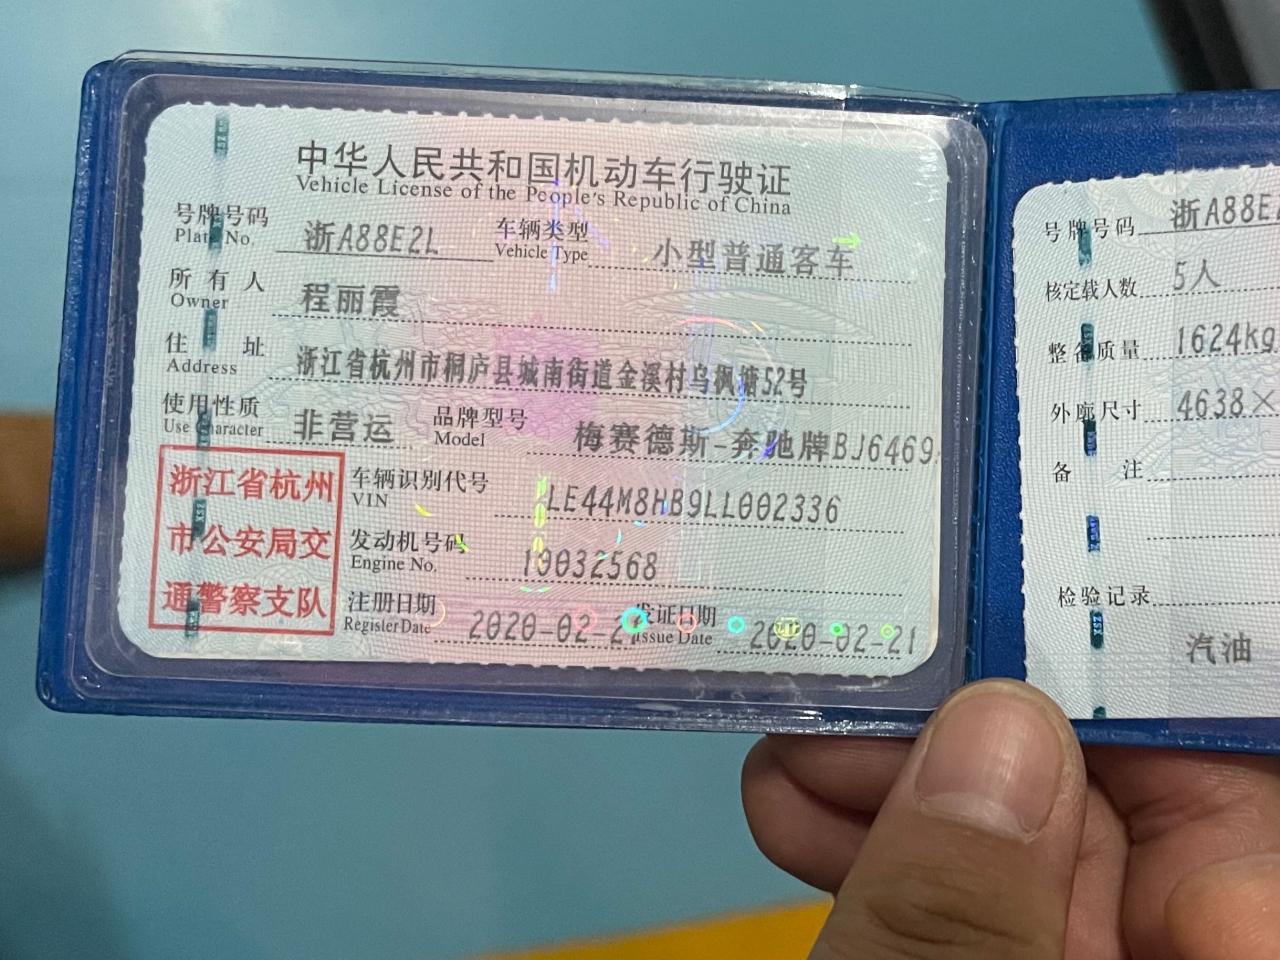 中华人民共和国机动车行驶证
Vehicle License of the People's Republic of China
号牌号码 浙A88E2L 车辆类型 小型普通客车
Plate No Vehicle Type
所有人 程丽霞
Owner
住址 浙江省杭州市桐庐县城南街道金溪村乌枫塘52号
Address
使用性质 非营运 品牌型号 梅赛德斯-奔驰牌BJ6469
Use Character Model
浙江省杭州
市公安局交
通警察支队
车辆识别代号 LE44M8HB9LL002336
VIN
发动机号码 10032568
Engine No.
注册日期 2020-02-21 发证日期 2020-02-21
Register Date Issue Date
号牌号码 浙A88E
核定载人数 5人
整备质量 1624kg
外廓尺寸 4638×
备注
检验记录
汽油